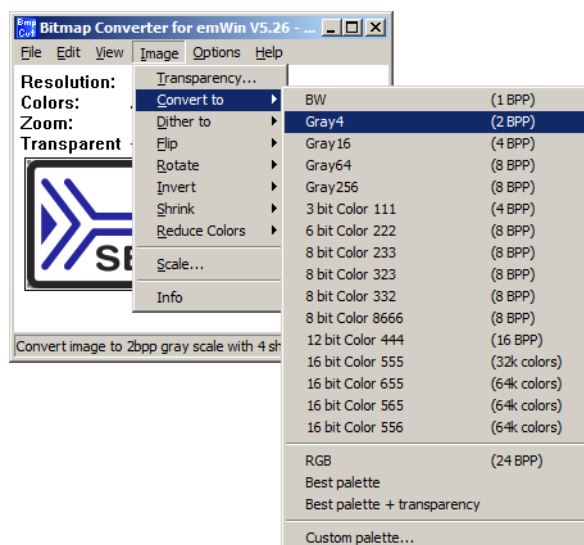 Bmp Cvt Bitmap Converter for emWin V5.26 - ...
File Edit View Image Options Help
Resolution:
Colors:
Zoom:
Transparent
SE
Convert image to 2bpp gray scale with 4 sh
Transparency...
Convert to
Dither to
Flip
Rotate
Invert
Shrink
Reduce Colors
Scale...
Info
BW (1 BPP)
Gray4 (2 BPP)
Gray16 (4 BPP)
Gray64 (8 BPP)
Gray256 (8 BPP)
3 bit Color 111 (4 BPP)
6 bit Color 222 (8 BPP)
8 bit Color 233 (8 BPP)
8 bit Color 323 (8 BPP)
8 bit Color 332 (8 BPP)
8 bit Color 8666 (8 BPP)
12 bit Color 444 (16 BPP)
16 bit Color 555 (32k colors)
16 bit Color 655 (64k colors)
16 bit Color 565 (64k colors)
16 bit Color 556 (64k colors)
RGB (24 BPP)
Best palette
Best palette + transparency
Custom palette...